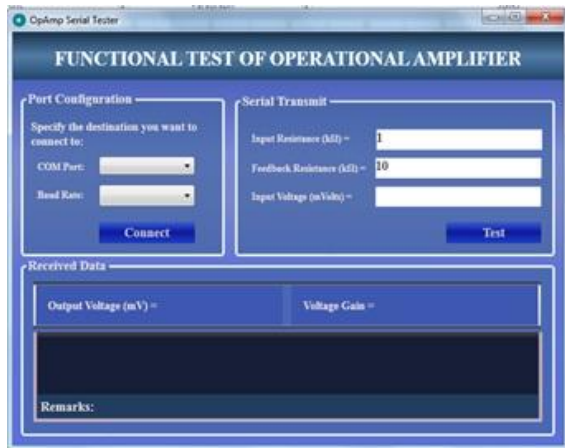 OpAmp Serial Tester
FUNCTIONAL TEST OF OPERATIONAL AMPLIFIER
Port Configuration
Specify the destination you want to
connect to:
COM Port:
Baud Rate:
Connect
Serial Transmit
Input Resistance (kΩ) =
1
Feedback Resistance (kΩ) =
10
Input Voltage (mVolts) =
Test
Received Data
Output Voltage (mV) =
Voltage Gain =
Remarks: